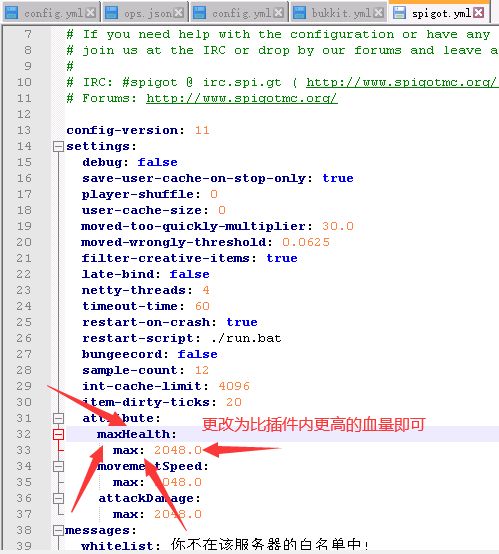 config.yml ops.json config.yml bukkit.yml spigot.yml
7 # If you need help with the configuration or have any
8 # join us at the IRC or drop by our forums and leave a
9 #
10 # IRC: #spigot @ irc.spi.gt ( http://www.spigotmc.org/
11 # Forums: http://www.spigotmc.org/
12
13 config-version: 11
14 settings:
15 debug: false
16 save-user-cache-on-stop-only: true
17 player-shuffle: 0
18 user-cache-size: 0
19 moved-too-quickly-multiplier: 30.0
20 moved-wrongly-threshold: 0.0625
21 filter-creative-items: true
22 late-bind: false
23 netty-threads: 4
24 timeout-time: 60
25 restart-on-crash: true
26 restart-script: ./run.bat
27 bungeecord: false
28 sample-count: 12
29 int-cache-limit: 4096
30 item-dirty-ticks: 20
31 attribute: 更改为比插件内更高的血量即可
32 maxHealth:
33 max: 2048.0
34 movementSpeed:
35 max: 2048.0
36 attackDamage:
37 max: 2048.0
38 messages:
39 whitelist: 你不在该服务器的白名单中!